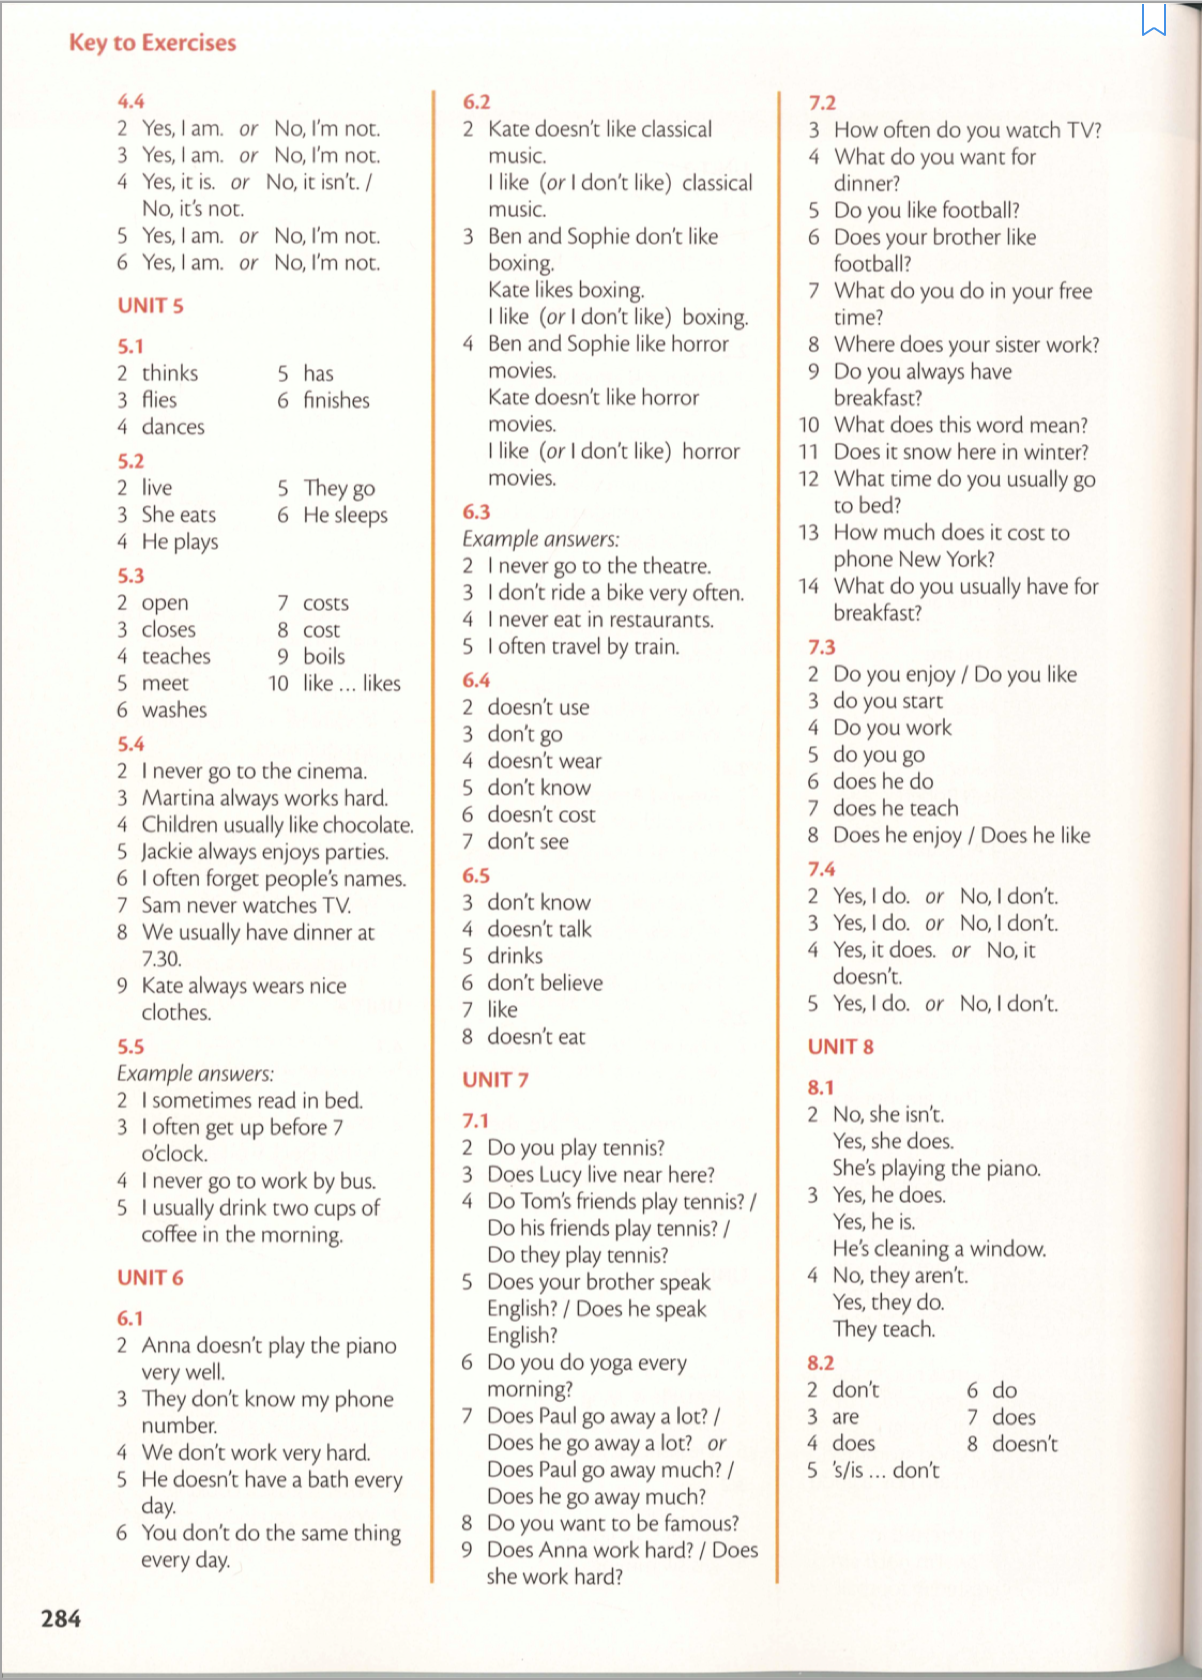 Key to Exercises
4.4
2 Yes, I am. or No, I'm not.
3 Yes, I am. or No, I'm not.
4 Yes, it is. or No, it isn't. /
No, it's not.
5 Yes, I am. or No, I'm not.
6 Yes, I am. or No, I'm not.
UNIT 5
5.1
2 thinks 5 has
3 flies 6 finishes
4 dances
5.2
2 live 5 They go
3 She eats 6 He sleeps
4 He plays
5.3
2 open 7 costs
3 closes 8 cost
4 teaches 9 boils
5 meet 10 like ... likes
6 washes
5.4
2 I never go to the cinema.
3 Martina always works hard.
4 Children usually like chocolate.
5 Jackie always enjoys parties.
6 I often forget people's names.
7 Sam never watches TV.
8 We usually have dinner at
7.30.
9 Kate always wears nice
clothes.
5.5
Example answers:
2 I sometimes read in bed.
3 I often get up before 7
o'clock.
4 I never go to work by bus.
5 I usually drink two cups of
coffee in the morning.
UNIT 6
6.1
2 Anna doesn't play the piano
very well.
3 They don't know my phone
number.
4 We don't work very hard.
5 He doesn't have a bath every
day.
6 You don't do the same thing
every day.
6.2
2 Kate doesn't like classical
music.
I like (or I don't like) classical
music.
3 Ben and Sophie don't like
boxing.
Kate likes boxing.
I like (or I don't like) boxing.
4 Ben and Sophie like horror
movies.
Kate doesn't like horror
movies.
I like (or I don't like) horror
movies.
6.3
Example answers:
2 I never go to the theatre.
3 I don't ride a bike very often.
4 I never eat in restaurants.
5 I often travel by train.
6.4
2 doesn't use
3 don't go
4 doesn't wear
5 don't know
6 doesn't cost
7 don't see
6.5
3 don't know
4 doesn't talk
5 drinks
6 don't believe
7 like
8 doesn't eat
UNIT 7
7.1
2 Do you play tennis?
3 Does Lucy live near here?
4 Do Tom's friends play tennis? /
Do his friends play tennis? /
Do they play tennis?
5 Does your brother speak
English? / Does he speak
English?
6 Do you do yoga every
morning?
7 Does Paul go away a lot? /
Does he go away a lot? or
Does Paul go away much? /
Does he go away much?
8 Do you want to be famous?
9 Does Anna work hard? / Does
she work hard?
7.2
3 How often do you watch TV?
4 What do you want for
dinner?
5 Do you like football?
6 Does your brother like
football?
7 What do you do in your free
time?
8 Where does your sister work?
9 Do you always have
breakfast?
10 What does this word mean?
11 Does it snow here in winter?
12 What time do you usually go
to bed?
13 How much does it cost to
phone New York?
14 What do you usually have for
breakfast?
7.3
2 Do you enjoy / Do you like
3 do you start
4 Do you work
5 do you go
6 does he do
7 does he teach
8 Does he enjoy / Does he like
7.4
2 Yes, I do. or No, I don't.
3 Yes, I do. or No, I don't.
4 Yes, it does. or No, it
doesn't.
5 Yes, I do. or No, I don't.
UNIT 8
8.1
2 No, she isn't.
Yes, she does.
She's playing the piano.
3 Yes, he does.
Yes, he is.
He's cleaning a window.
4 No, they aren't.
Yes, they do.
They teach.
8.2
2 don't 6 do
3 are 7 does
4 does 8 doesn't
5 's/is ... don't
284